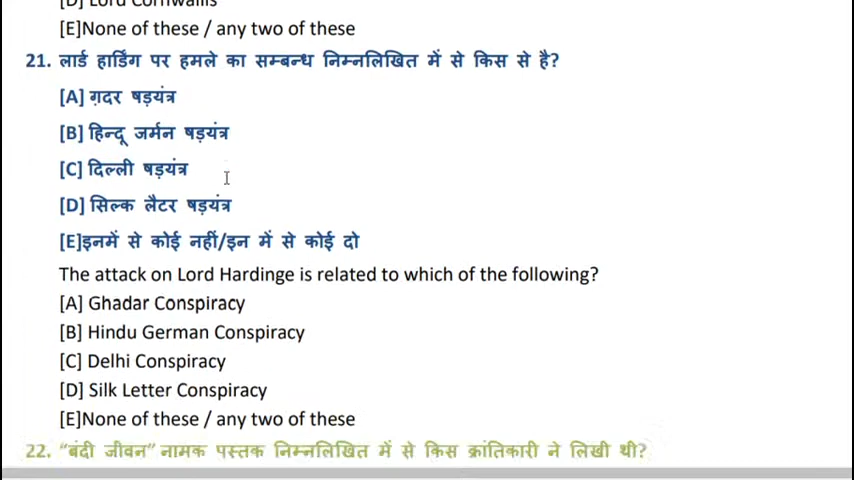 [D] Lord Cornwallis
[E]None of these / any two of these
21. लार्ड हार्डिंग पर हमले का सम्बन्ध निम्नलिखित में से किस से है?
[A] ग़दर षड़यंत्र
[B] हिन्दू जर्मन षड़यंत्र
[C] दिल्ली षड़यंत्र
[D] सिल्क लैटर षड़यंत्र
[E]इनमें से कोई नहीं/इन में से कोई दो
The attack on Lord Hardinge is related to which of the following?
[A] Ghadar Conspiracy
[B] Hindu German Conspiracy
[C] Delhi Conspiracy
[D] Silk Letter Conspiracy
[E]None of these / any two of these
22. “बंदी जीवन” नामक पुस्तक निम्नलिखित में से किस क्रांतिकारी ने लिखी थी?